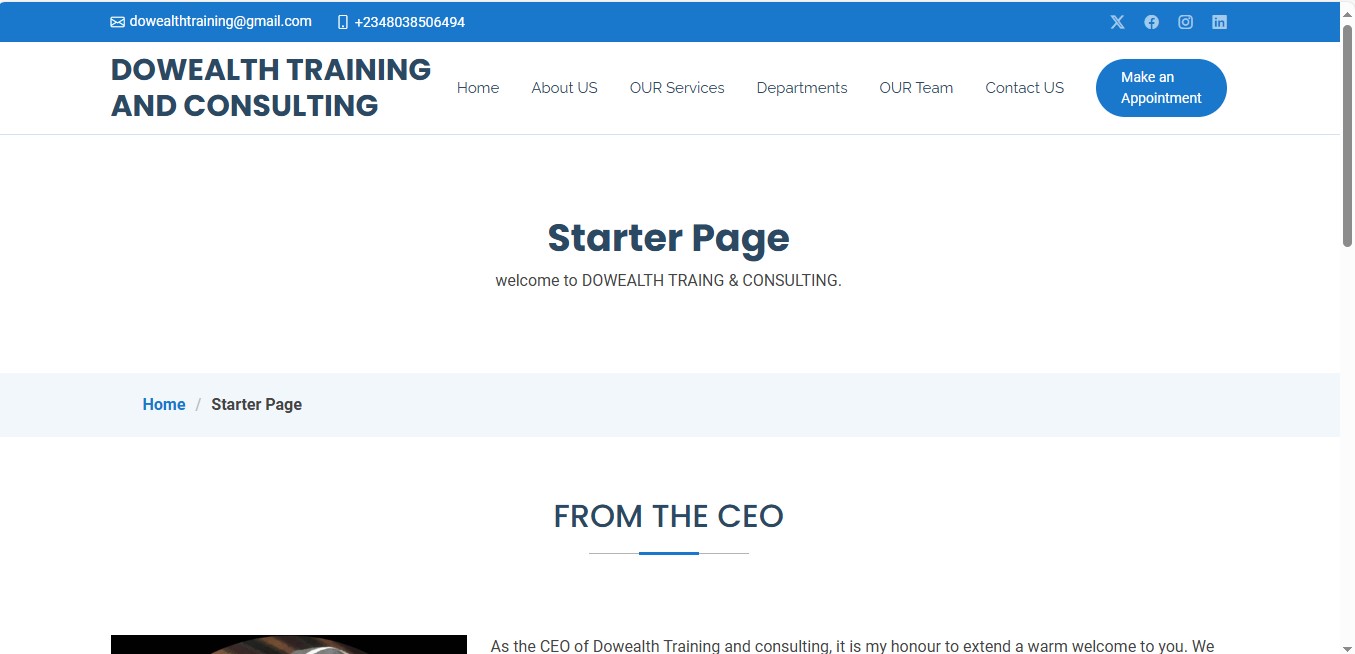 dowealthtraining@gmail.com +2348038506494
DOWEALTH TRAINING
AND CONSULTING
Home About US OUR Services Departments OUR Team Contact US
Make an
Appointment
Starter Page
welcome to DOWEALTH TRAING & CONSULTING.
Home / Starter Page
FROM THE CEO
As the CEO of Dowealth Training and consulting, it is my honour to extend a warm welcome to you. We